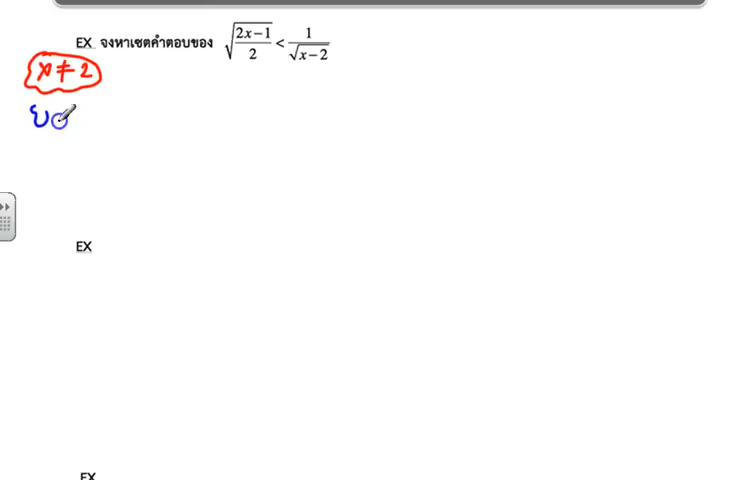 EX จงหาเซตคำตอบของ √((2x−1)/2) < 1/√(x−2)
x ≠ 2
EX
EX